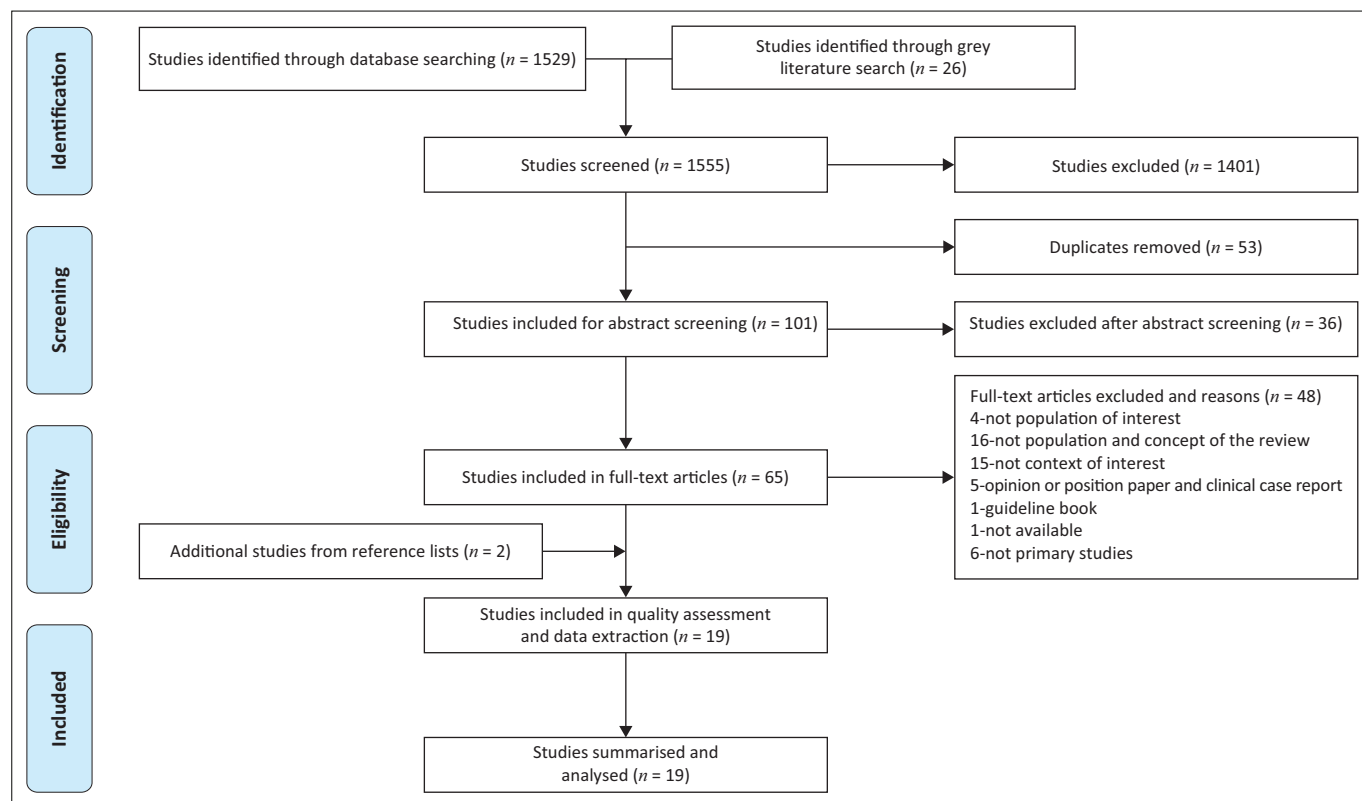 Identification
Studies identified through database searching (n = 1529)
Studies identified through grey
literature search (n = 26)
Studies screened (n = 1555)
Studies excluded (n = 1401)
Screening
Duplicates removed (n = 53)
Studies included for abstract screening (n = 101)
Studies excluded after abstract screening (n = 36)
Eligibility
Full-text articles excluded and reasons (n = 48)
4-not population of interest
16-not population and concept of the review
15-not context of interest
5-opinion or position paper and clinical case report
1-guideline book
1-not available
6-not primary studies
Studies included in full-text articles (n = 65)
Additional studies from reference lists (n = 2)
Included
Studies included in quality assessment
and data extraction (n = 19)
Studies summarised and
analysed (n = 19)